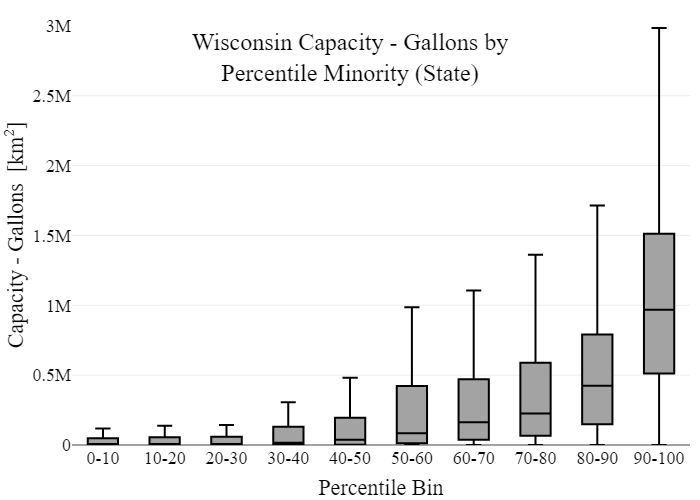 Wisconsin Capacity - Gallons by
Percentile Minority (State)
Capacity - Gallons [km²]
3M
2.5M
2M
1.5M
1M
0.5M
0
0-10 10-20 20-30 30-40 40-50 50-60 60-70 70-80 80-90 90-100
Percentile Bin